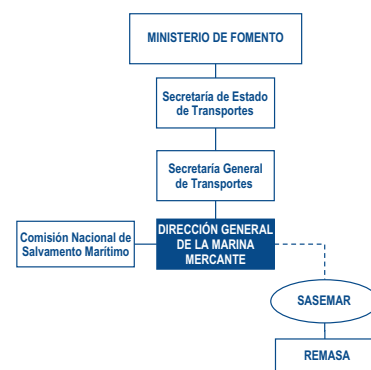 MINISTERIO DE FOMENTO
Secretaría de Estado
de Transportes
Secretaría General
de Transportes
Comisión Nacional de
Salvamento Marítimo
DIRECCIÓN GENERAL
DE LA MARINA
MERCANTE
SASEMAR
REMASA